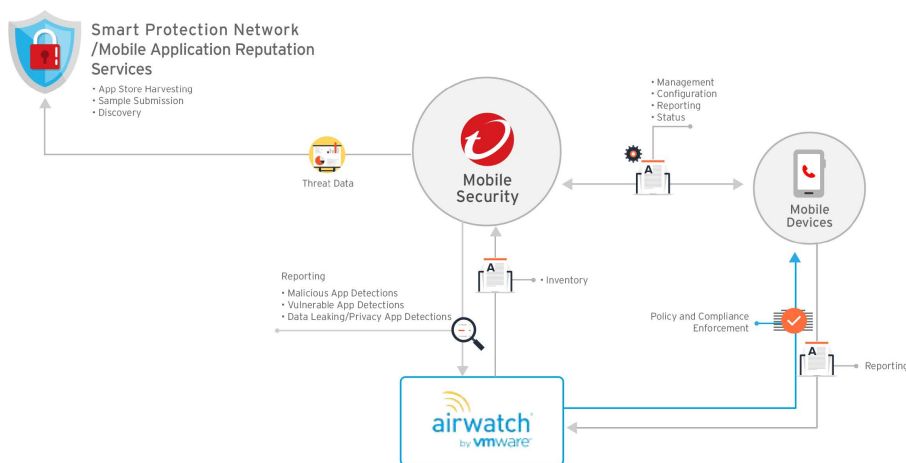 Smart Protection Network
/Mobile Application Reputation
Services
• App Store Harvesting
• Sample Submission
• Discovery
• Management
• Configuration
• Reporting
• Status
Threat Data
Mobile
Security
A
Mobile
Devices
Reporting
• Malicious App Detections
• Vulnerable App Detections
• Data Leaking/Privacy App Detections
A
• Inventory
Policy and Compliance
Enforcement
A
Reporting
airwatch
by vmware